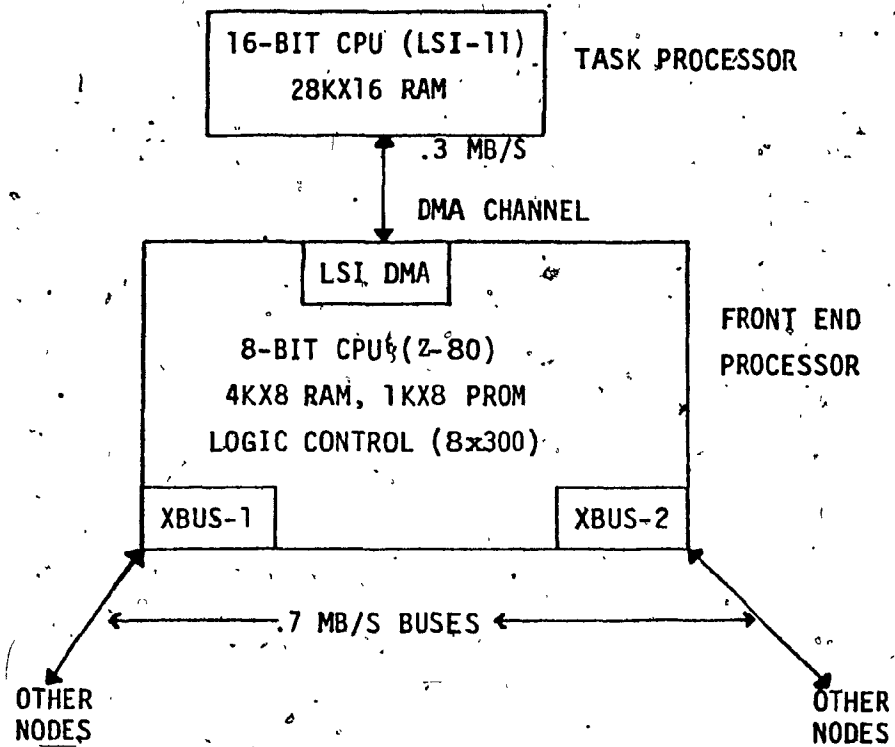 16-BIT CPU (LSI-11)
28KX16 RAM
TASK PROCESSOR
.3 MB/S
DMA CHANNEL
LSI DMA
FRONT END
PROCESSOR
8-BIT CPU (Z-80)
4KX8 RAM, 1KX8 PROM
LOGIC CONTROL (8x300)
XBUS-1
XBUS-2
.7 MB/S BUSES
OTHER
NODES
OTHER
NODES